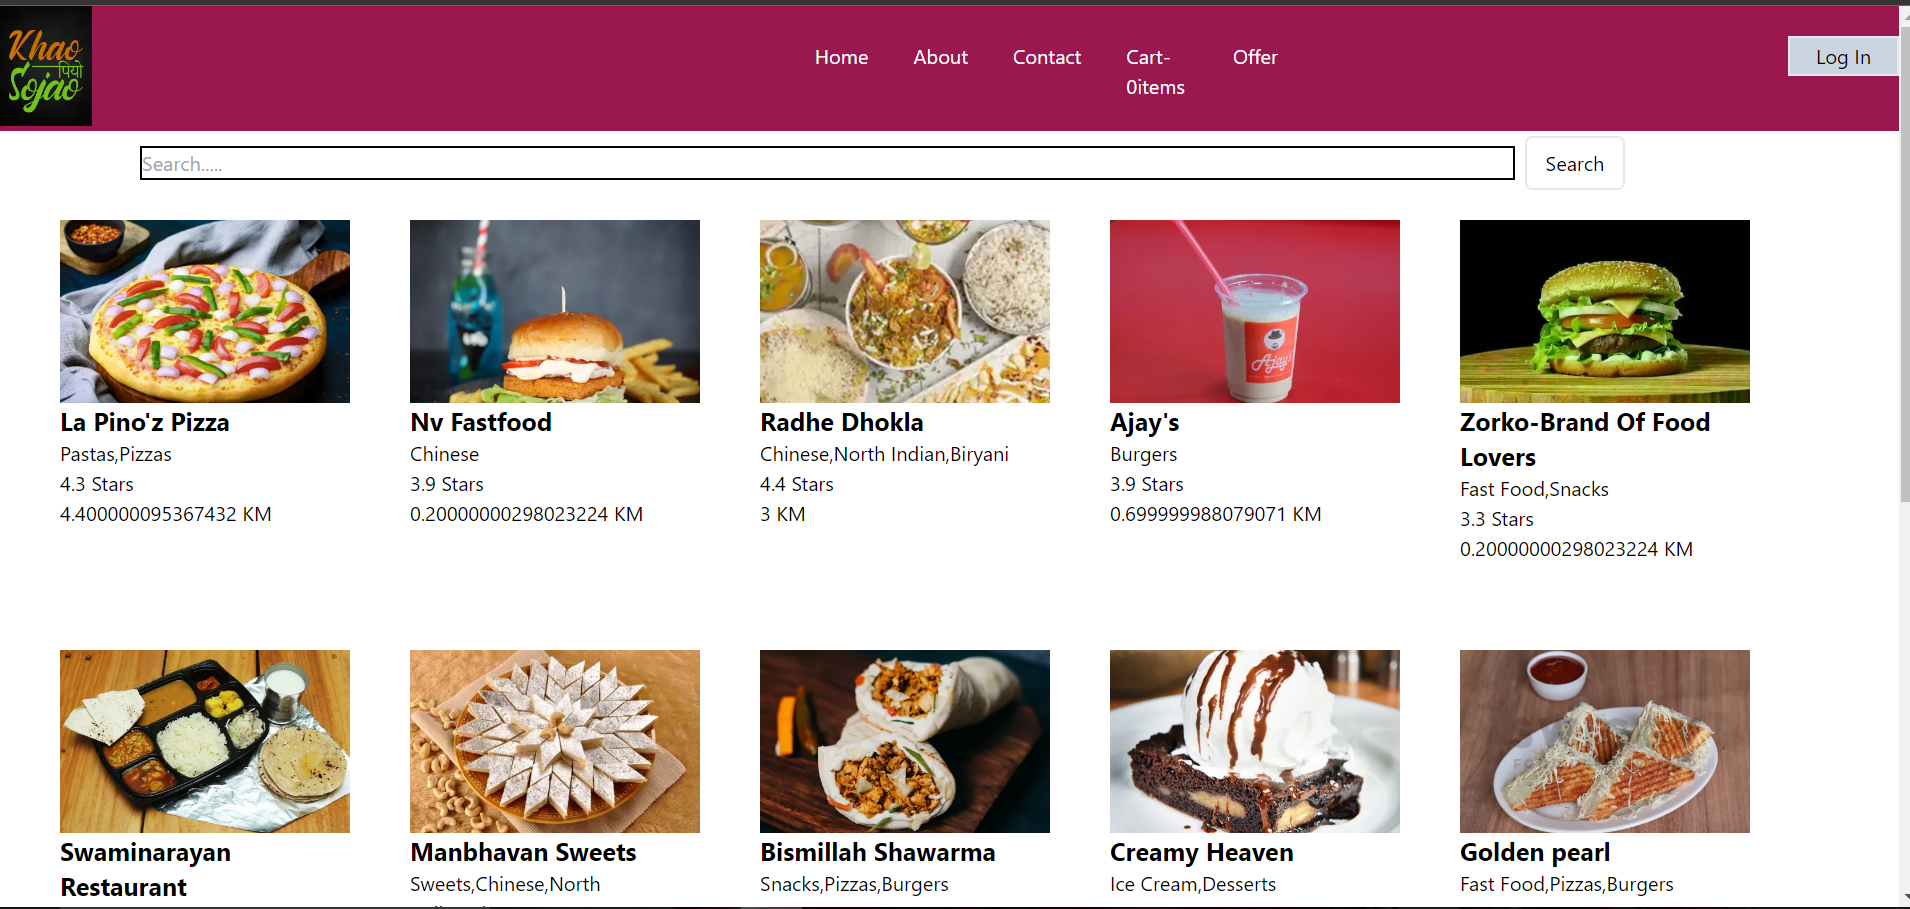 Khao
पियो
Sojao
Home
About
Contact
Cart-
0items
Offer
Log In
Search.....
Search
La Pino'z Pizza
Pastas,Pizzas
4.3 Stars
4.400000095367432 KM
Nv Fastfood
Chinese
3.9 Stars
0.20000000298023224 KM
Radhe Dhokla
Chinese,North Indian,Biryani
4.4 Stars
3 KM
Ajay's
Ajay's
Burgers
3.9 Stars
0.699999988079071 KM
Zorko-Brand Of Food
Lovers
Fast Food,Snacks
3.3 Stars
0.20000000298023224 KM
Swaminarayan
Restaurant
Manbhavan Sweets
Sweets,Chinese,North
Bismillah Shawarma
Snacks,Pizzas,Burgers
Creamy Heaven
Ice Cream,Desserts
Golden pearl
Fast Food,Pizzas,Burgers